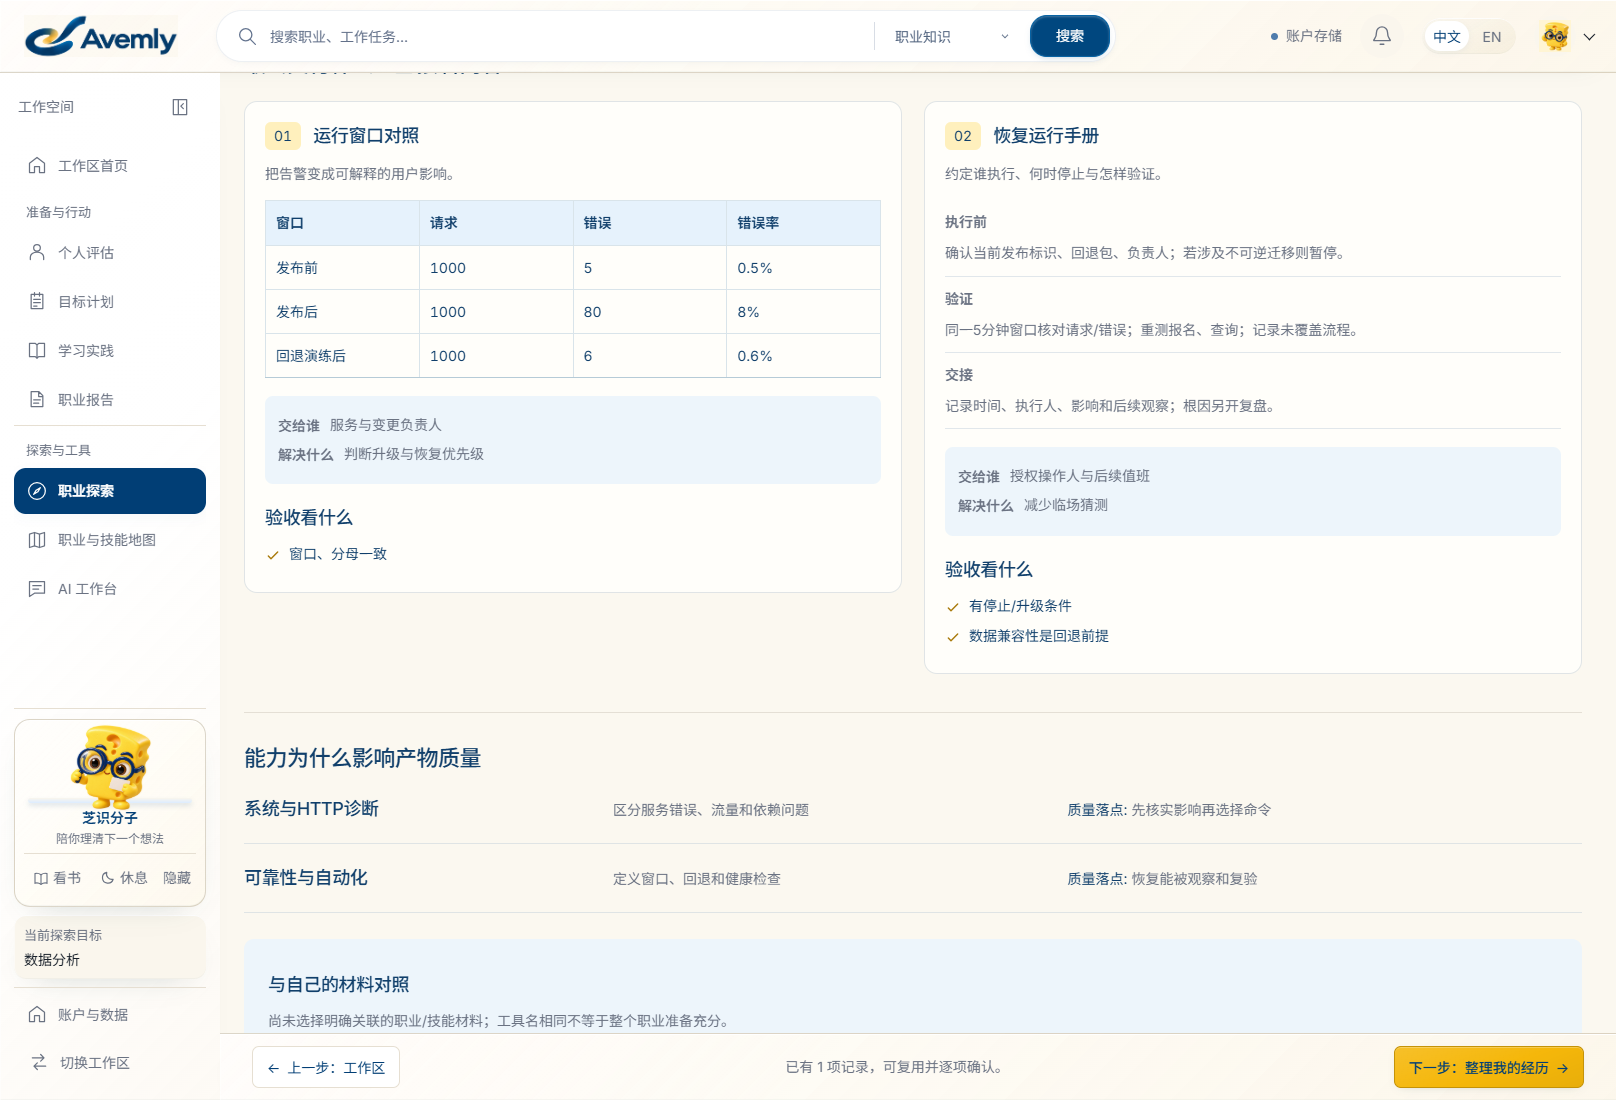 Avemly
搜索职业、工作任务...
职业知识
搜索
账户存储
中文
EN
工作空间
工作区首页
准备与行动
个人评估
目标计划
学习实践
职业报告
探索与工具
职业探索
职业与技能地图
AI 工作台
芝识分子
陪你理清下一个想法
看书
休息
隐藏
当前探索目标
数据分析
账户与数据
切换工作区
01 运行窗口对照
把告警变成可解释的用户影响。
窗口 请求 错误 错误率
发布前 1000 5 0.5%
发布后 1000 80 8%
回退演练后 1000 6 0.6%
交给谁 服务与变更负责人
解决什么 判断升级与恢复优先级
验收看什么
窗口、分母一致
02 恢复运行手册
约定谁执行、何时停止与怎样验证。
执行前
确认当前发布标识、回退包、负责人；若涉及不可逆迁移则暂停。
验证
同一5分钟窗口核对请求/错误；重测报名、查询；记录未覆盖流程。
交接
记录时间、执行人、影响和后续观察；根因另开复盘。
交给谁 授权操作人与后续值班
解决什么 减少临场猜测
验收看什么
有停止/升级条件
数据兼容性是回退前提
能力为什么影响产物质量
系统与HTTP诊断 区分服务错误、流量和依赖问题 质量落点: 先核实影响再选择命令
可靠性与自动化 定义窗口、回退和健康检查 质量落点: 恢复能被观察和复验
与自己的材料对照
尚未选择明确关联的职业/技能材料；工具名相同不等于整个职业准备充分。
← 上一步：工作区
已有 1 项记录，可复用并逐项确认。
下一步：整理我的经历 →